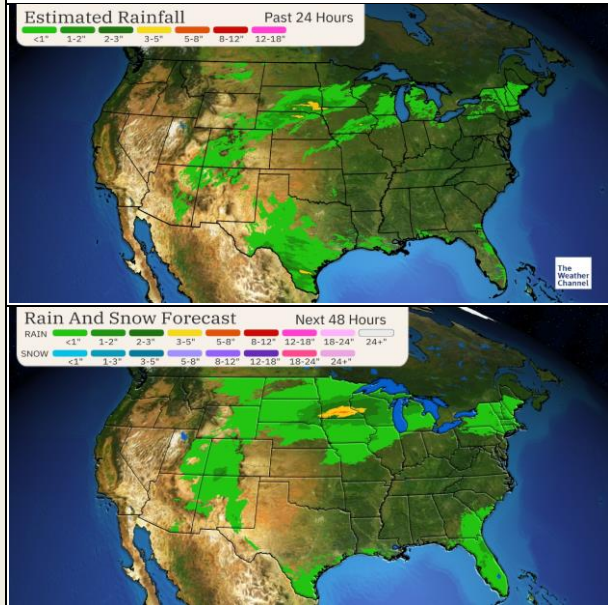 Estimated Rainfall Past 24 Hours
<1" 1-2" 2-3" 3-5" 5-8" 8-12" 12-18"
The
Weather
Channel
Rain And Snow Forecast Next 48 Hours
RAIN
<1" 1-2" 2-3" 3-5" 5-8" 8-12" 12-18" 18-24" 24+"
SNOW
<1" 1-3" 3-5" 5-8" 8-12" 12-18" 18-24" 24+"